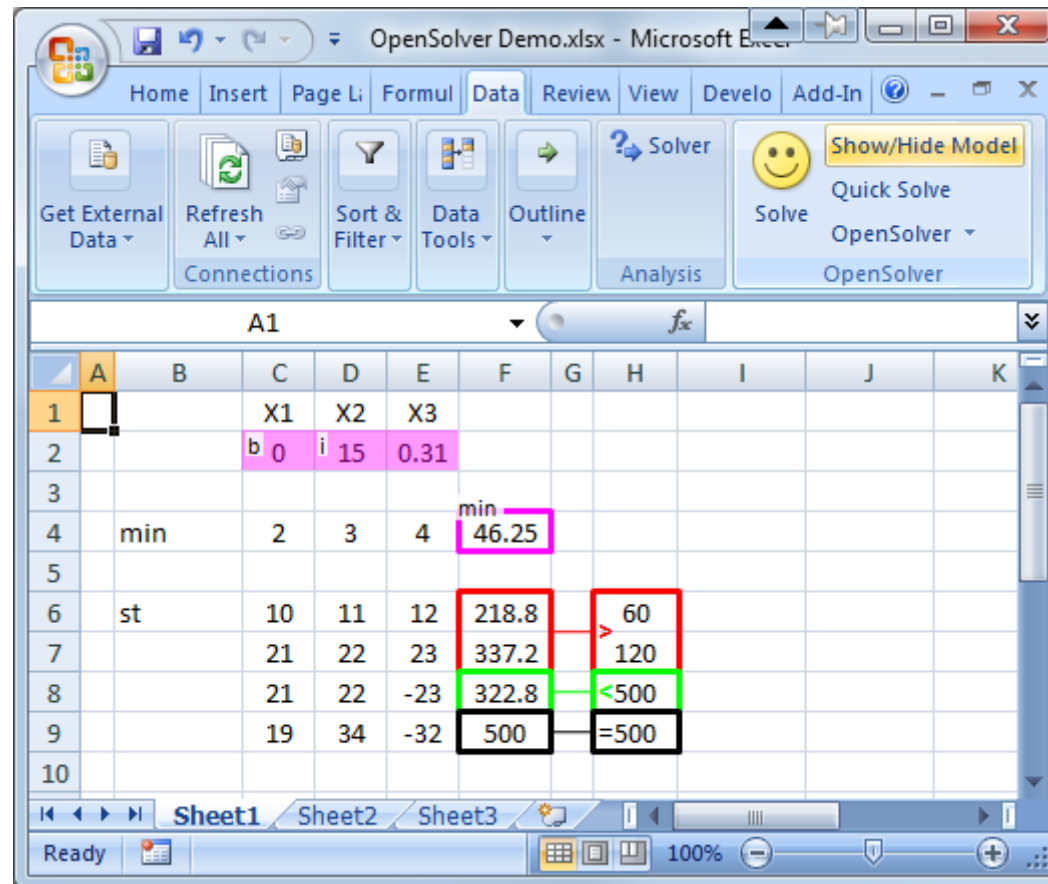 OpenSolver Demo.xlsx - Microsoft Excel
Home Insert Page La Formul Data Review View Develo Add-In
Get External Data
Refresh All
Connections
Sort & Filter
Data Tools
Outline
Solver
Analysis
Solve
Show/Hide Model
Quick Solve
OpenSolver
OpenSolver
A1 fx
A B C D E F G H I J K
1 X1 X2 X3
2 b 0 i 15 0.31
3
min
4 min 2 3 4 46.25
5
6 st 10 11 12 218.8 60
>
7 21 22 23 337.2 120
8 21 22 -23 322.8 <500
9 19 34 -32 500 =500
10
Sheet1 Sheet2 Sheet3
Ready 100%